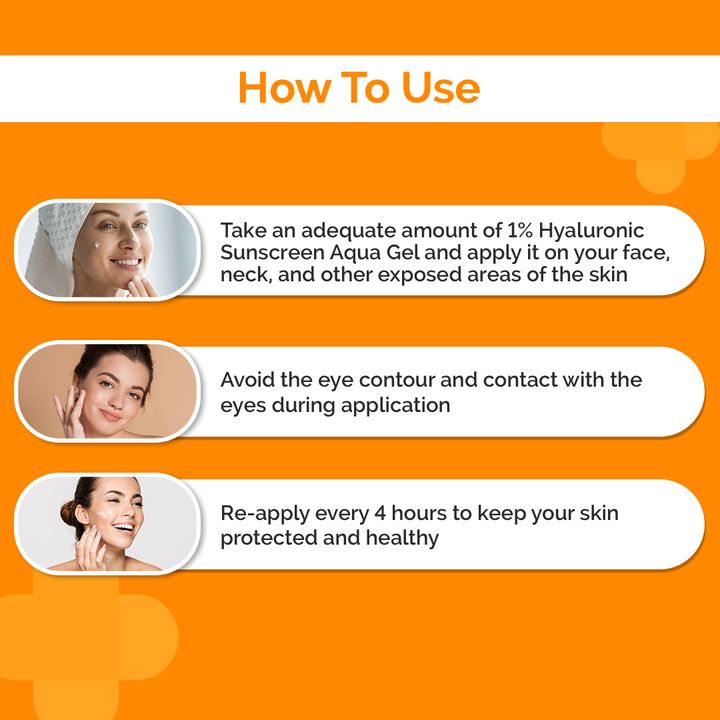 How To Use
Take an adequate amount of 1% Hyaluronic
Sunscreen Aqua Gel and apply it on your face,
neck, and other exposed areas of the skin
Avoid the eye contour and contact with the
eyes during application
Re-apply every 4 hours to keep your skin
protected and healthy